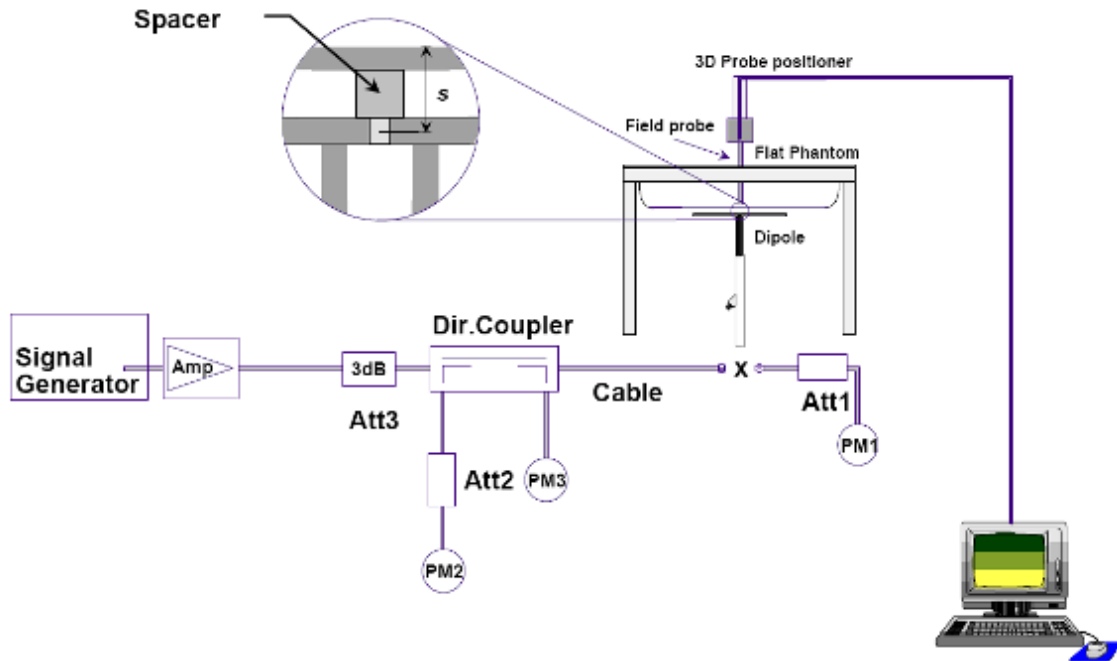 Spacer
s
3D Probe positioner
Field probe
Flat Phantom
Dipole
Signal
Generator
Amp
3dB
Att3
Dir.Coupler
Cable
X
Att1
PM1
Att2
PM3
PM2